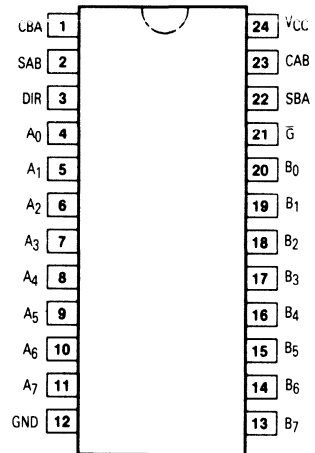 CBA 1 24 VCC
SAB 2 23 CAB
DIR 3 22 SBA
A0 4 21 G̅
A1 5 20 B0
A2 6 19 B1
A3 7 18 B2
A4 8 17 B3
A5 9 16 B4
A6 10 15 B5
A7 11 14 B6
GND 12 13 B7